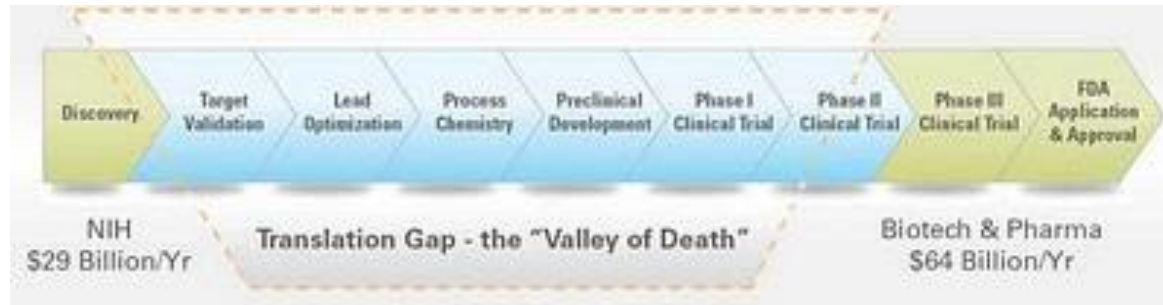 Discovery
Target
Validation
Lead
Optimization
Process
Chemistry
Preclinical
Development
Phase I
Clinical Trial
Phase II
Clinical Trial
Phase III
Clinical Trial
FDA
Application
& Approval
NIH
$29 Billion/Yr
Translation Gap - the "Valley of Death"
Biotech & Pharma
$64 Billion/Yr